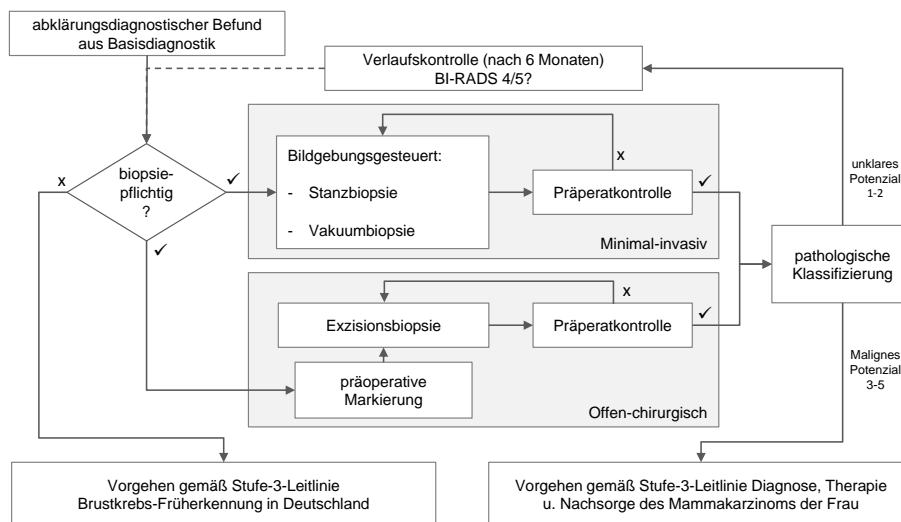 abklärungsdiagnostischer Befund
aus Basisdiagnostik
Verlaufskontrolle (nach 6 Monaten)
BI-RADS 4/5?
biopsie-
pflichtig
?
x
✓
✓
Bildgebungsgesteuert:
- Stanzbiopsie
- Vakuumbiopsie
x
Präperatkontrolle
✓
Minimal-invasiv
unklares
Potenzial
1-2
pathologische
Klassifizierung
Exzisionsbiopsie
x
Präperatkontrolle
✓
präoperative
Markierung
Offen-chirurgisch
Malignes
Potenzial
3-5
Vorgehen gemäß Stufe-3-Leitlinie
Brustkrebs-Früherkennung in Deutschland
Vorgehen gemäß Stufe-3-Leitlinie Diagnose, Therapie
u. Nachsorge des Mammakarzinoms der Frau